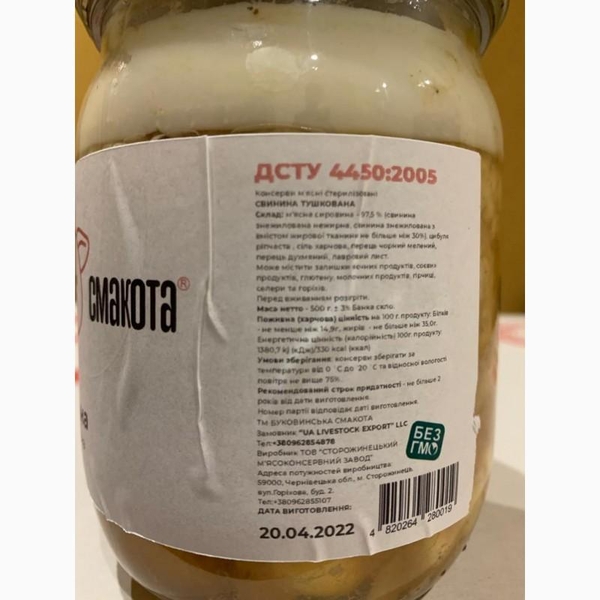 ДСТУ 4450:2005
Консерви м'ясні стерилізовані
СВИНИНА ТУШКОВАНА
Склад: м'ясна сировина - 97,5 % (свинина
знежилована нежирна, свинина знежилована з
вмістом жирової тканини не більше ніж 30%), цибуля
ріпчаста , сіль харчова, перець чорний мелений,
перець духмяний, лавровий лист.
Може містити залишки яєчних продуктів, соєвих
продуктів, глютену, молочних продуктів, гірчиці,
селери та горіхів.
Перед вживанням розігріти.
Маса нетто - 500 г. ± 3% Банка скло.
Поживна (харчова) цінність на 100 г. продукту: Білків
- не менше ніж 14,9г, жирів - не більше ніж 35,0г.
Енергетична цінність (калорійність) 100г. продукту
1380,7 kj (кДж)/330 kcal (ккал)
Умови зберігання: консерви зберігати за
температури від 0 °С до °20 °С та відносної вологості
повітря не вище 75%.
Рекомендований строк придатності - не більше 2
років від дати виготовлення.
Номер партії відповідає даті виготовлення.
ТМ БУКОВИНСЬКА СМАКОТА
Замовник "UA LIVESTOCK EXPORT" LLC
Тел:+380962854878
Виробник ТОВ "СТОРОЖИНЕЦЬКИЙ
М'ЯСОКОНСЕРВНИЙ ЗАВОД"
Адреса потужностей виробництва:
59000, Чернівецька обл., м. Сторожинець,
вул.Горіхова, буд. 2.
Тел:+380962855107
ДАТА ВИГОТОВЛЕННЯ:
20.04.2022
СМАКОТА®
БЕЗ
ГМО
4 820264 280019